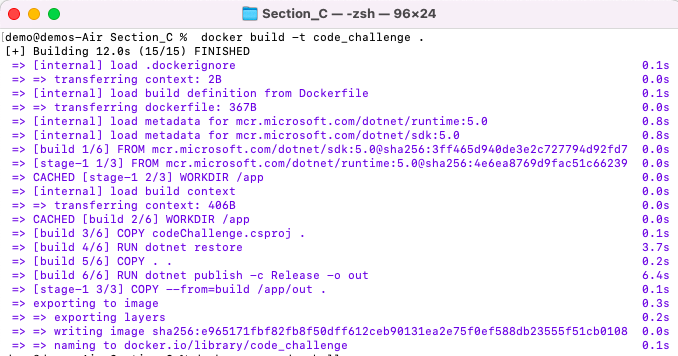 Section_C — -zsh — 96×24
[demo@demos-Air Section_C % docker build -t code_challenge .
[+] Building 12.0s (15/15) FINISHED
=> [internal] load .dockerignore 0.1s
=> => transferring context: 2B 0.0s
=> [internal] load build definition from Dockerfile 0.1s
=> => transferring dockerfile: 367B 0.0s
=> [internal] load metadata for mcr.microsoft.com/dotnet/runtime:5.0 0.8s
=> [internal] load metadata for mcr.microsoft.com/dotnet/sdk:5.0 0.8s
=> [build 1/6] FROM mcr.microsoft.com/dotnet/sdk:5.0@sha256:3ff465d940de3e2c727794d92fd7 0.0s
=> [stage-1 1/3] FROM mcr.microsoft.com/dotnet/runtime:5.0@sha256:4e6ea8769d9fac51c66239 0.0s
=> CACHED [stage-1 2/3] WORKDIR /app 0.0s
=> [internal] load build context 0.0s
=> => transferring context: 406B 0.0s
=> CACHED [build 2/6] WORKDIR /app 0.0s
=> [build 3/6] COPY codeChallenge.csproj . 0.1s
=> [build 4/6] RUN dotnet restore 3.7s
=> [build 5/6] COPY . . 0.2s
=> [build 6/6] RUN dotnet publish -c Release -o out 6.4s
=> [stage-1 3/3] COPY --from=build /app/out . 0.1s
=> exporting to image 0.3s
=> => exporting layers 0.2s
=> => writing image sha256:e965171fbf82fb8f50dff612ceb90131ea2e75f0ef588db23555f51cb0108 0.0s
=> => naming to docker.io/library/code_challenge 0.1s